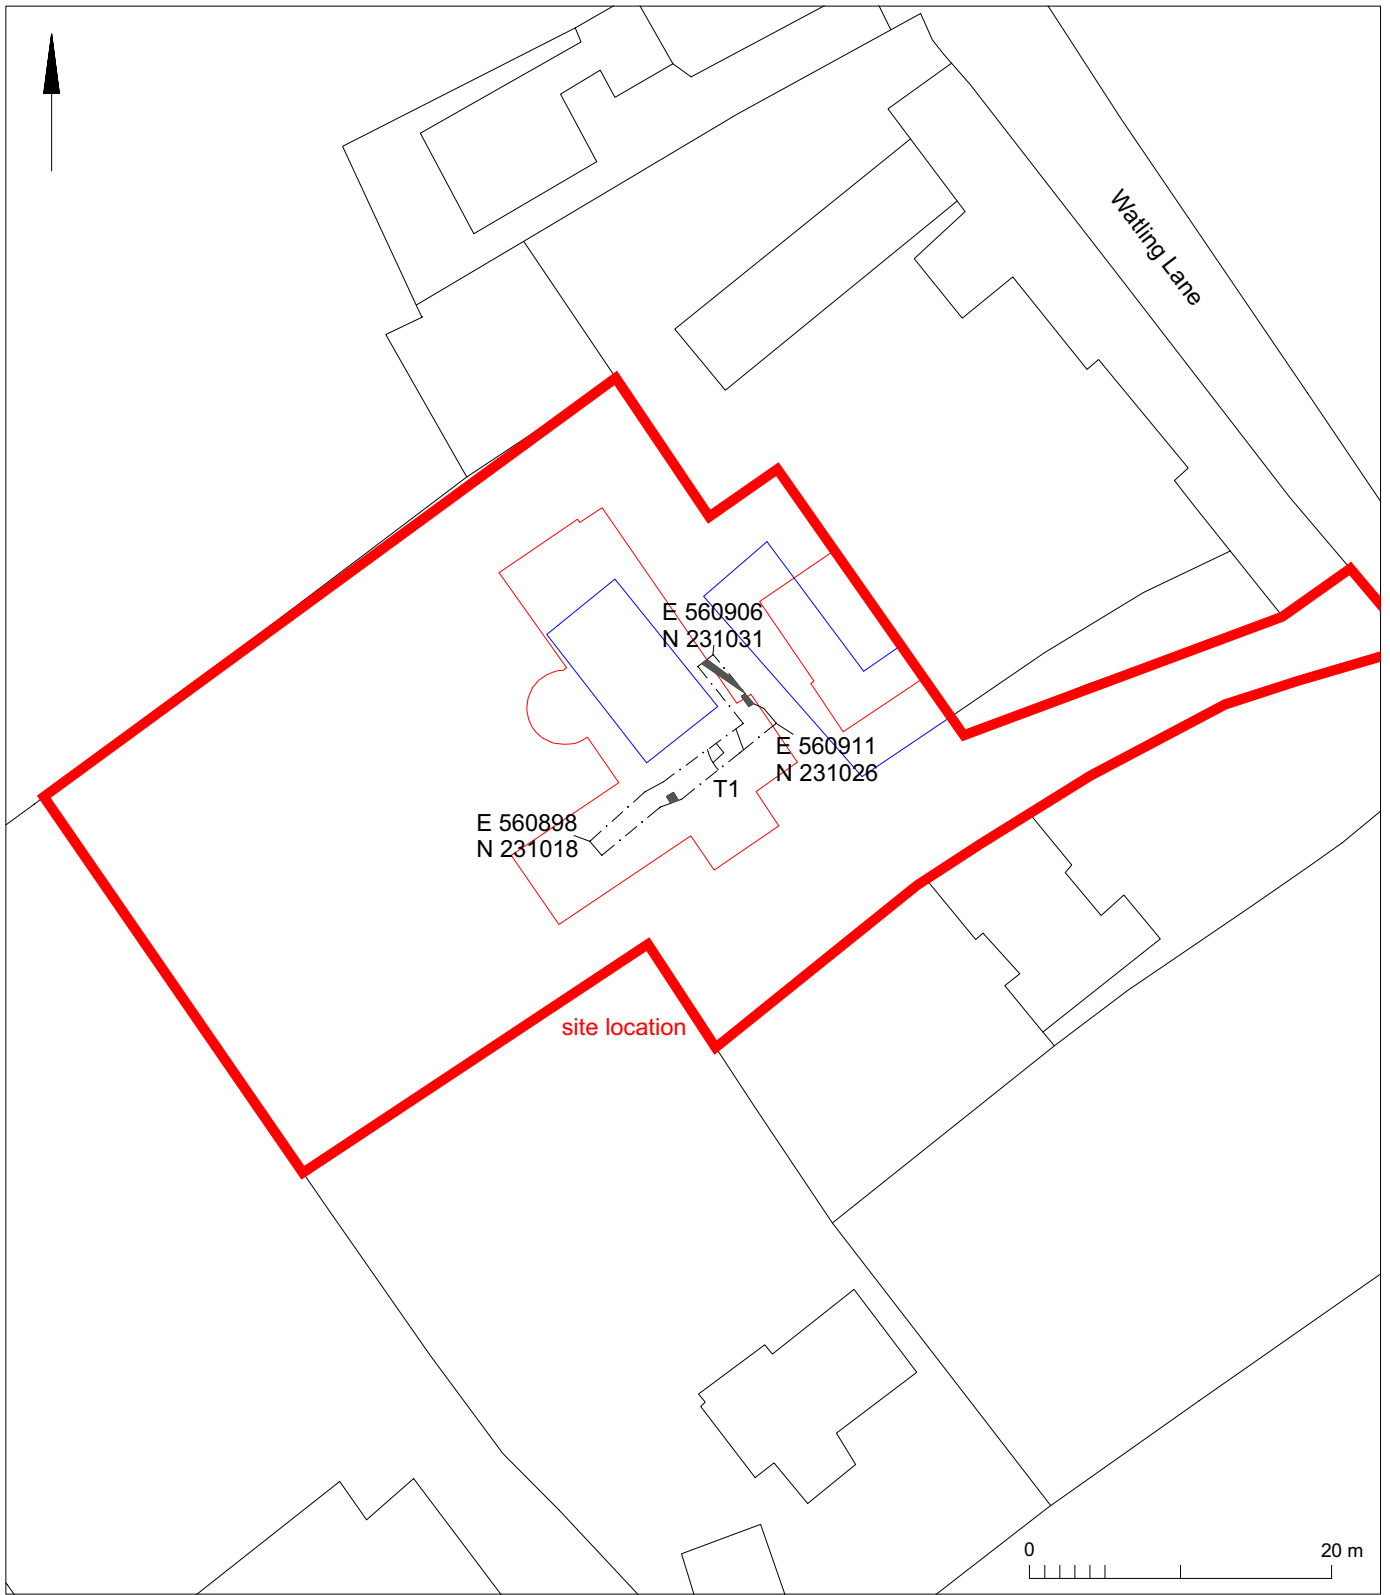 Watling Lane
E 560906
N 231031
E 560911
N 231026
T1
E 560898
N 231018
site location
0 20 m